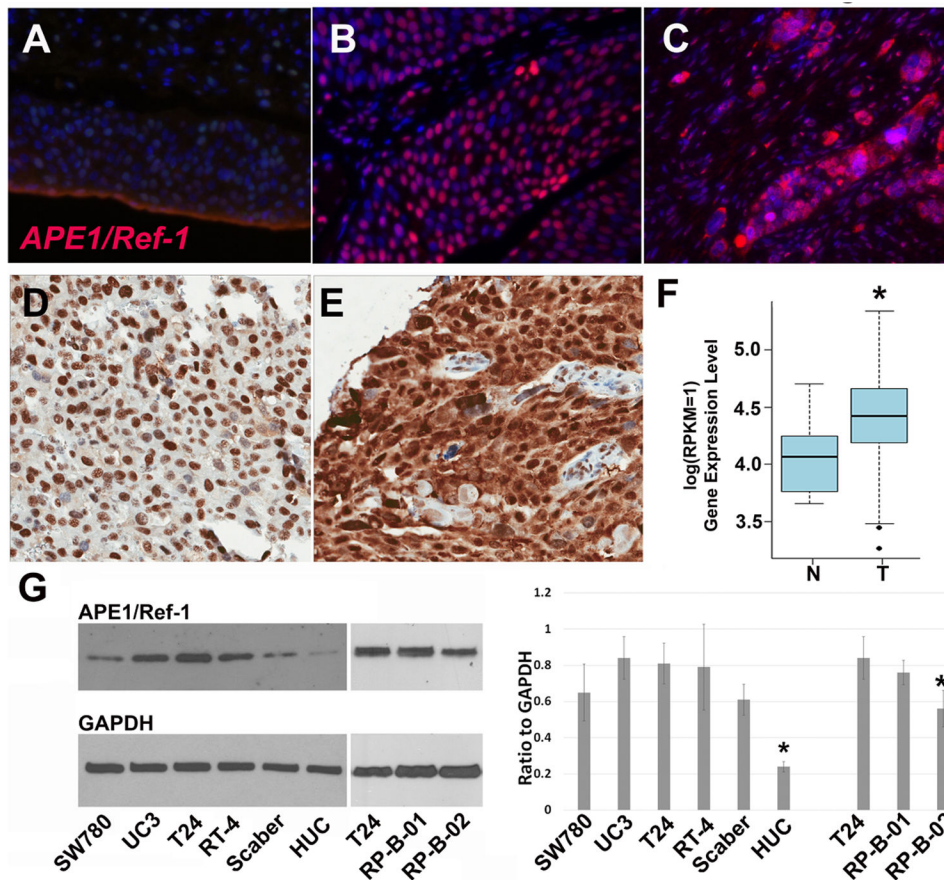 A
B
C
APE1/Ref-1
D
E
F
*
log(RPKM=1)
Gene Expression Level
5.0
4.5
4.0
3.5
N
T
G
APE1/Ref-1
GAPDH
SW780
UC3
T24
RT-4
Scaber
HUC
T24
RP-B-01
RP-B-02
Ratio to GAPDH
1.2
1
0.8
0.6
0.4
0.2
0
*
*
SW780
UC3
T24
RT-4
Scaber
HUC
T24
RP-B-01
RP-B-02